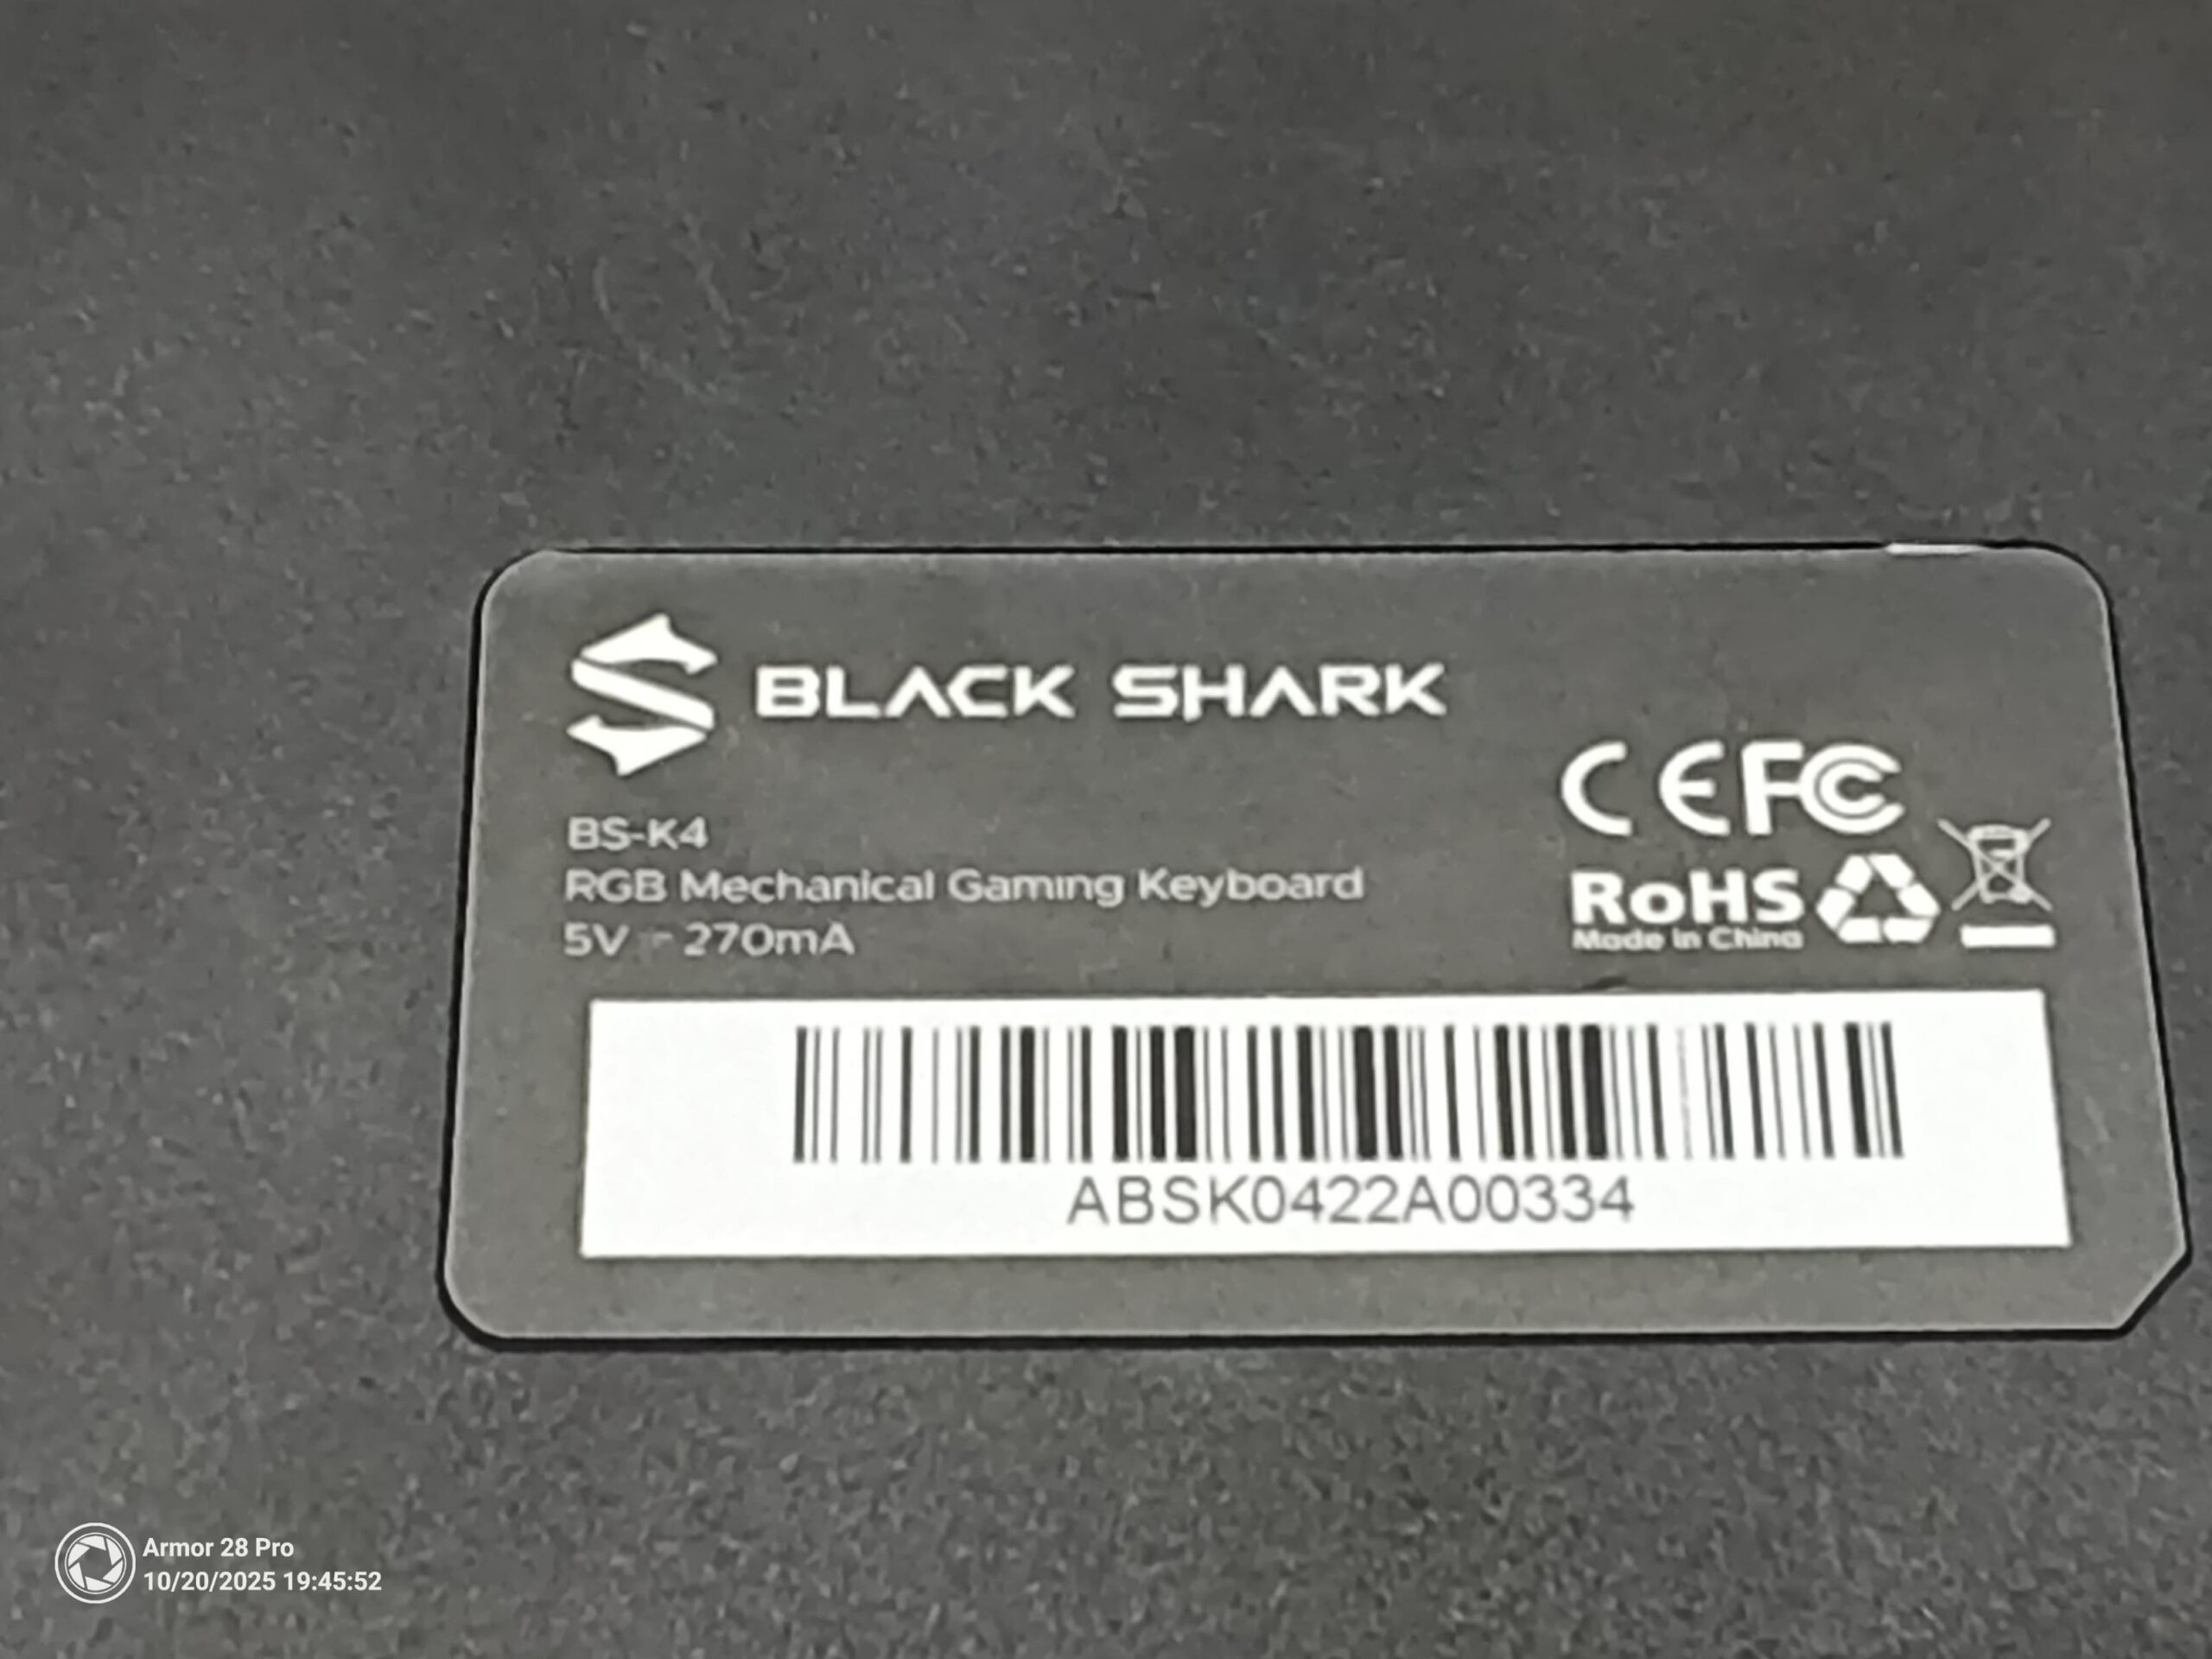 BLACK SHARK
BS-K4
RGB Mechanical Gaming Keyboard
5V - 270mA
CE FC
RoHS
Made in China
ABSK0422A00334
Armor 28 Pro
10/20/2025 19:45:52